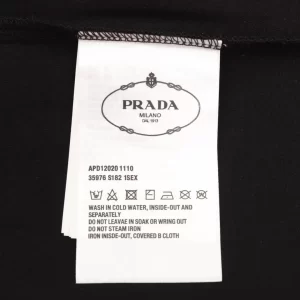 PRADA
MILANO
DAL 1913
APD12020 1110
35976 S182 1SEX
WASH IN COLD WATER, INSIDE-OUT AND
SEPARATELY
DO NOT LEAVAE IN SOAK OR WRING OUT
DO NOT STEAM IRON
IRON INISDE-OUT, COVERED B CLOTH